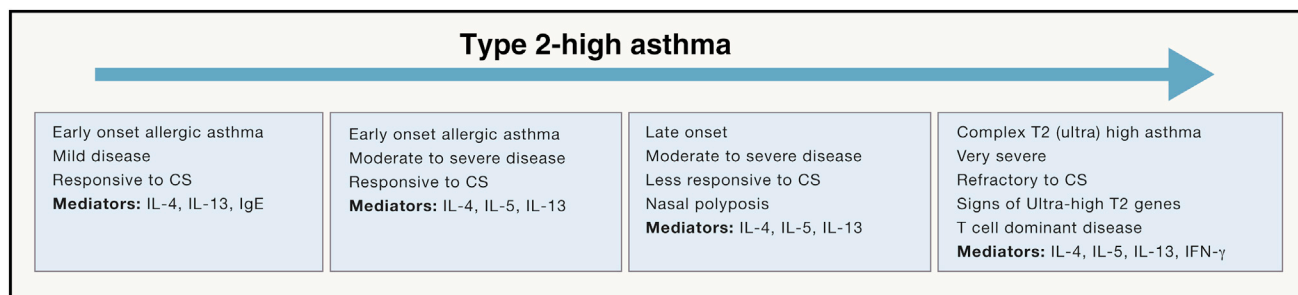 Type 2-high asthma
Early onset allergic asthma
Mild disease
Responsive to CS
Mediators: IL-4, IL-13, IgE
Early onset allergic asthma
Moderate to severe disease
Responsive to CS
Mediators: IL-4, IL-5, IL-13
Late onset
Moderate to severe disease
Less responsive to CS
Nasal polyposis
Mediators: IL-4, IL-5, IL-13
Complex T2 (ultra) high asthma
Very severe
Refractory to CS
Signs of Ultra-high T2 genes
T cell dominant disease
Mediators: IL-4, IL-5, IL-13, IFN-γ